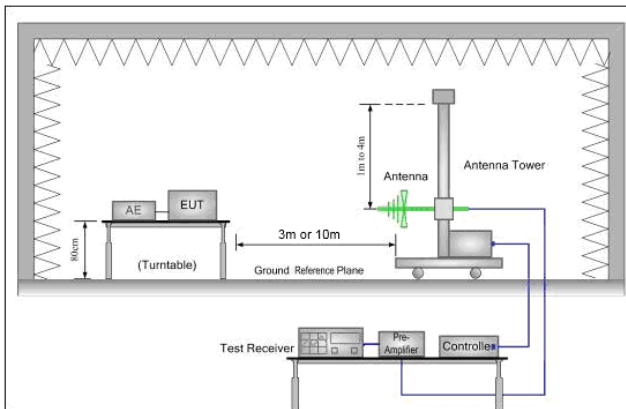 1m to 4m
Antenna
Antenna Tower
AE
EUT
3m or 10m
80cm
(Turntable)
Ground Reference Plane
Test Receiver
Pre-
Amplifier
Controller